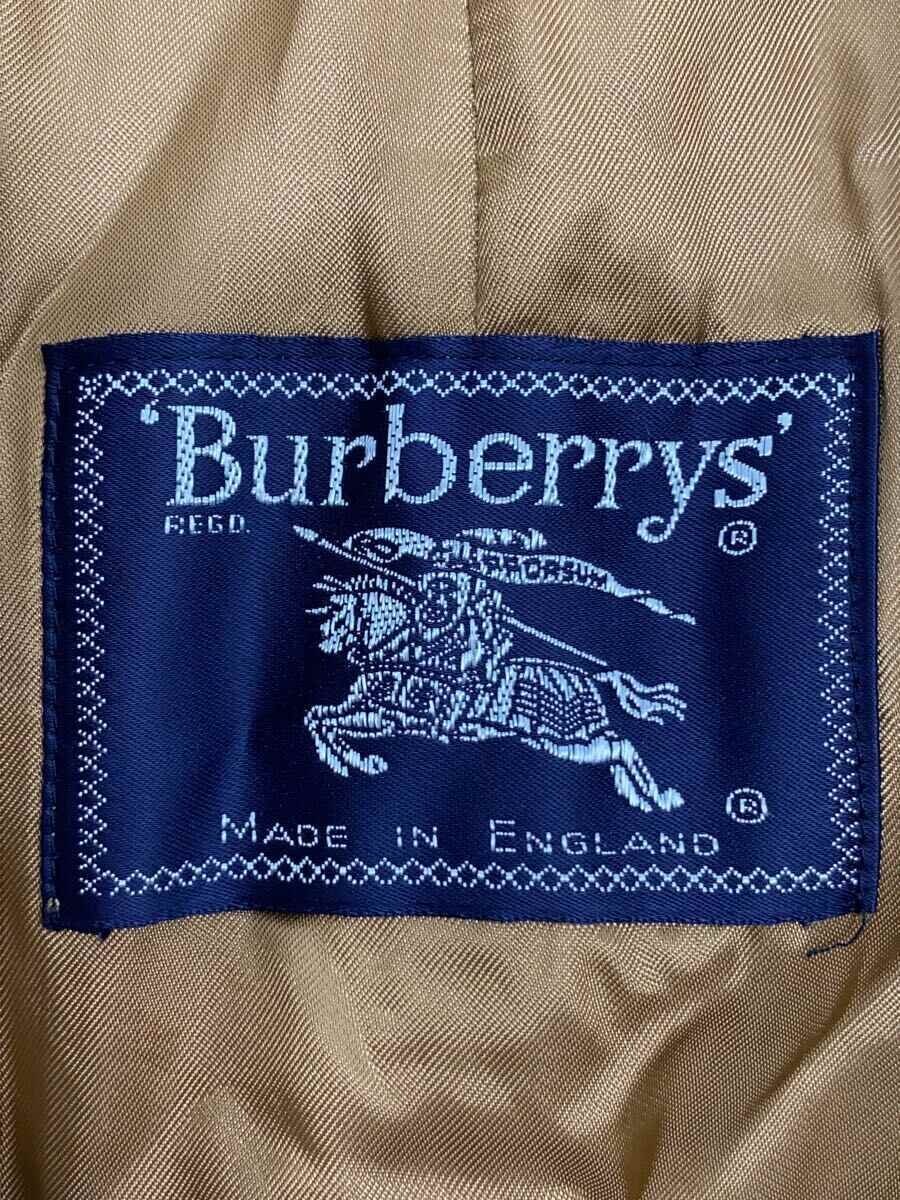 'Burberrys'
REGD. ®
PRORSUM
®
MADE IN ENGLAND